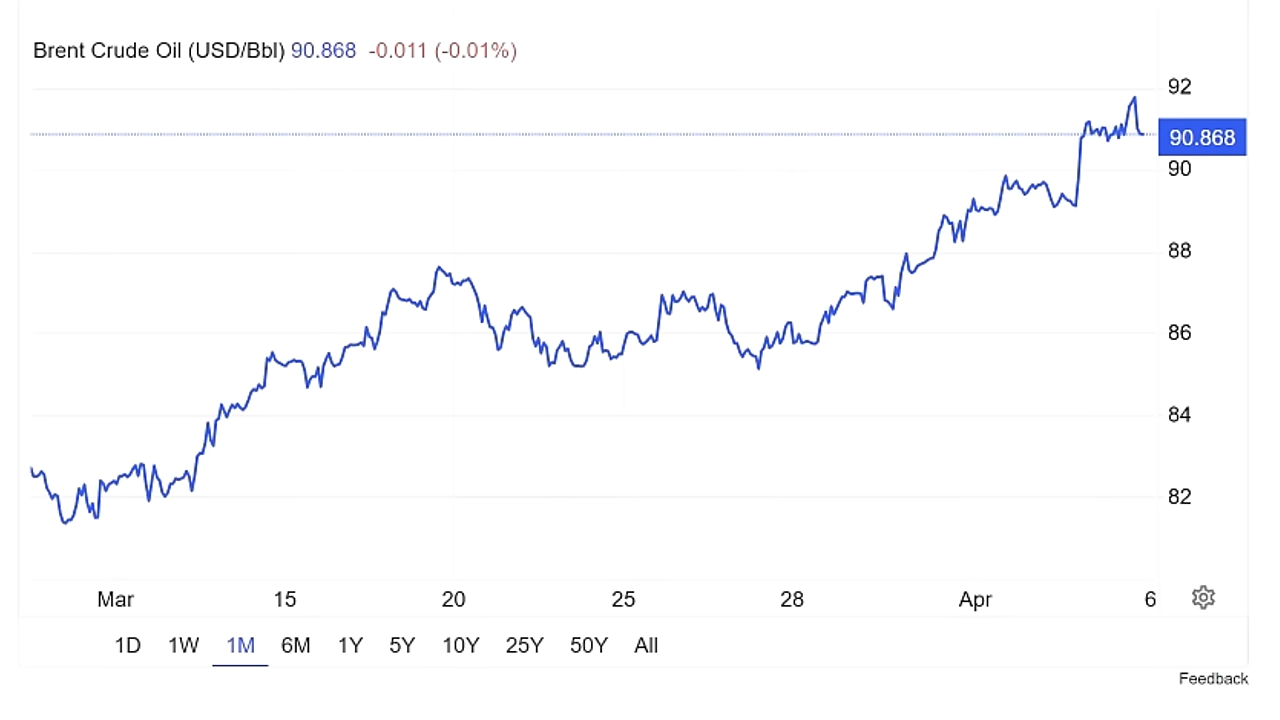 Brent Crude Oil (USD/Bbl) 90.868 -0.011 (-0.01%)
92
90.868
90
88
86
84
82
Mar 15 20 25 28 Apr 6
1D 1W 1M 6M 1Y 5Y 10Y 25Y 50Y All
Feedback